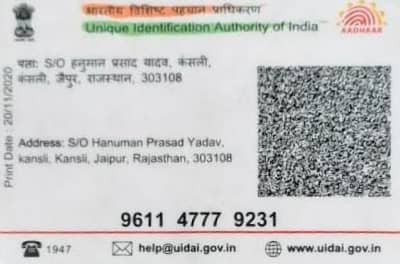 भारतीय विशिष्ट पहचान प्राधिकरण
Unique Identification Authority of India
AADHAAR
पता: S/O हनुमान प्रसाद यादव, कंसली,
कंसली, जैपुर, राजस्थान, 303108
Print Date : 20/11/2020
Address: S/O Hanuman Prasad Yadav,
kansli, Kansli, Jaipur, Rajasthan, 303108
9611 4777 9231
1947 help@uidai.gov.in www.uidai.gov.in